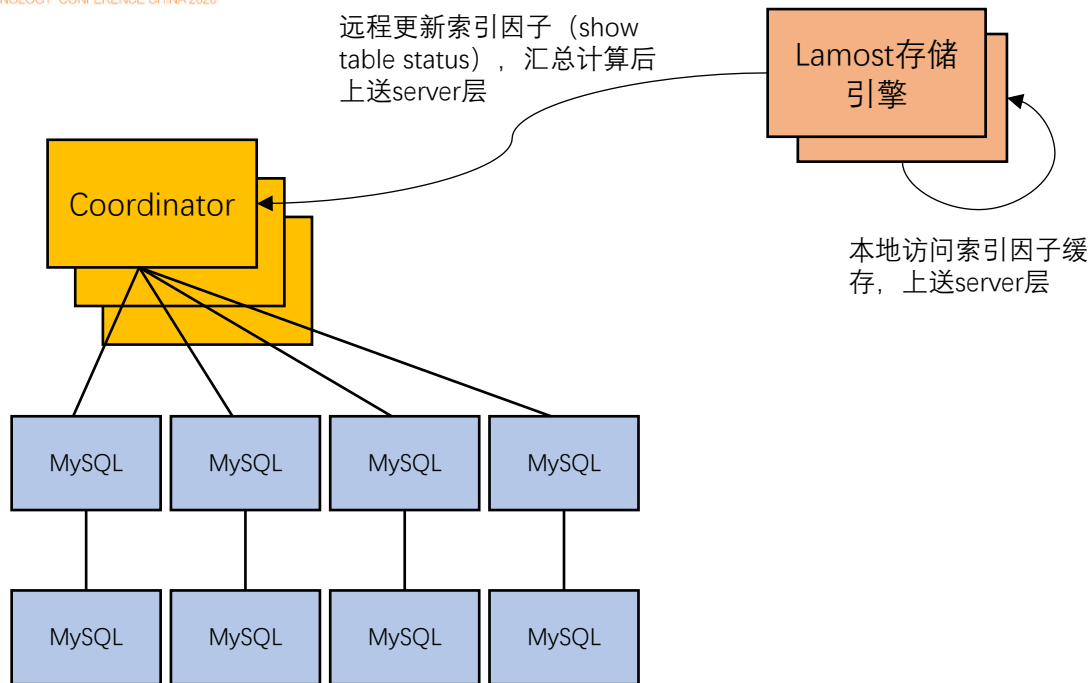 远程更新索引因子（show
table status），汇总计算后
上送server层
Lamost存储
引擎
Coordinator
本地访问索引因子缓
存，上送server层
MySQL MySQL MySQL MySQL
MySQL MySQL MySQL MySQL